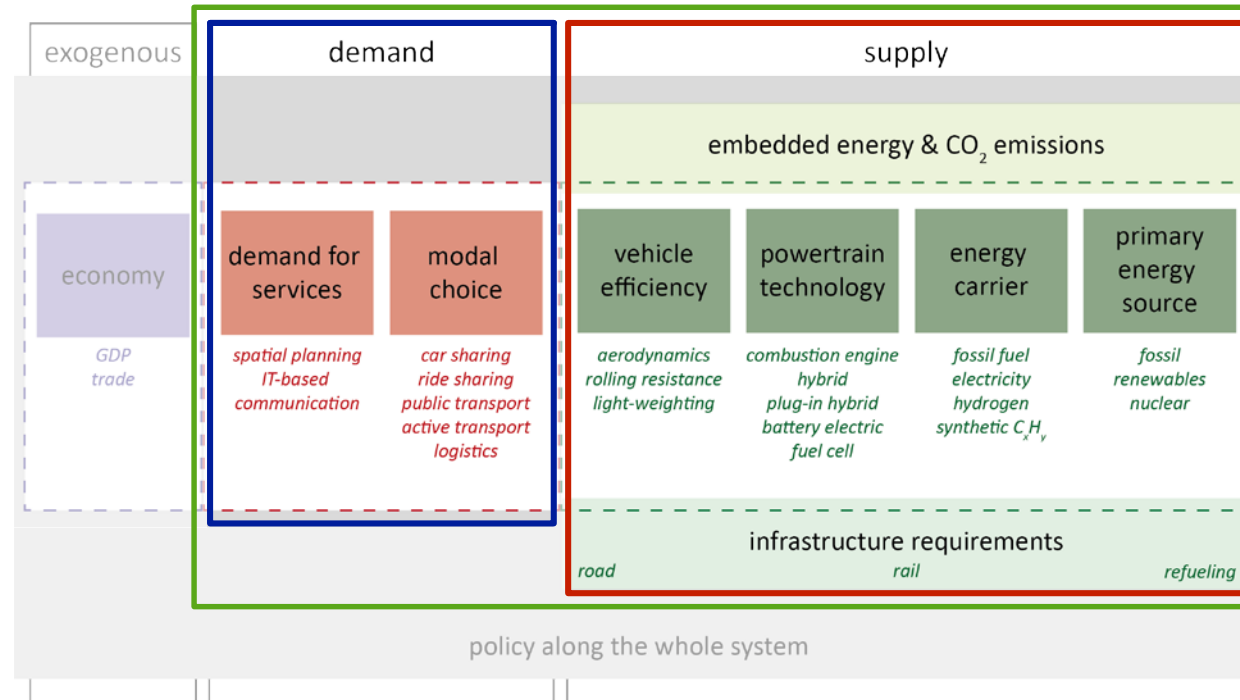 exogenous
demand
supply
embedded energy & CO₂ emissions
economy
GDP
trade
demand for
services
spatial planning
IT-based
communication
modal
choice
car sharing
ride sharing
public transport
active transport
logistics
vehicle
efficiency
aerodynamics
rolling resistance
light-weighting
powertrain
technology
combustion engine
hybrid
plug-in hybrid
battery electric
fuel cell
energy
carrier
fossil fuel
electricity
hydrogen
synthetic CₓHᵧ
primary
energy
source
fossil
renewables
nuclear
infrastructure requirements
road
rail
refueling
policy along the whole system